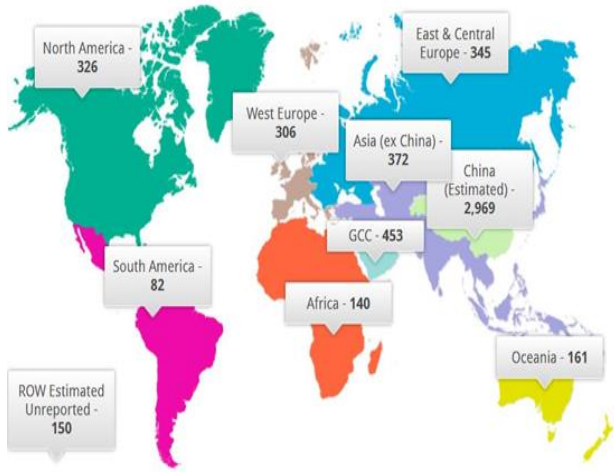 North America -
326
East & Central
Europe - 345
West Europe -
306
Asia (ex China) -
372
China
(Estimated) -
2,969
GCC - 453
South America -
82
Africa - 140
Oceania - 161
ROW Estimated
Unreported -
150